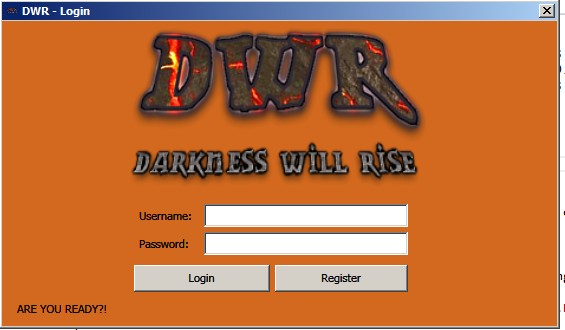 DWR - Login
DWR
DARKNESS WILL RISE
Username:
Password:
Login Register
ARE YOU READY?!